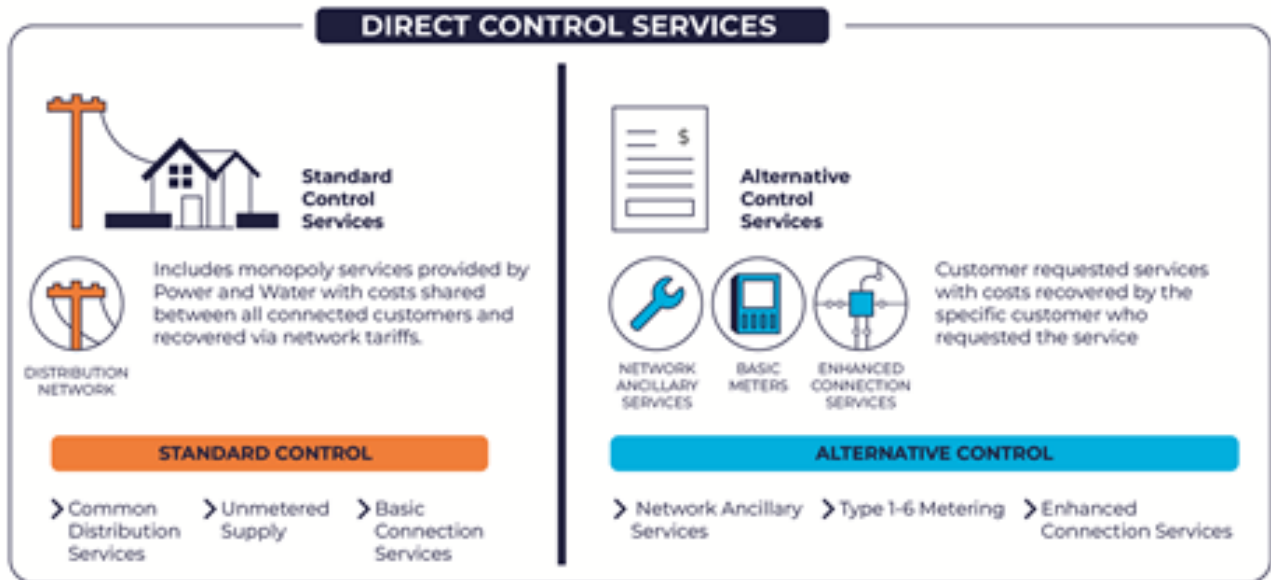 DIRECT CONTROL SERVICES
Standard
Control
Services
Includes monopoly services provided by
Power and Water with costs shared
between all connected customers and
recovered via network tariffs.
DISTRIBUTION
NETWORK
STANDARD CONTROL
Common
Distribution
Services
Unmetered
Supply
Basic
Connection
Services
$
Alternative
Control
Services
NETWORK
ANCILLARY
SERVICES
BASIC
METERS
ENHANCED
CONNECTION
SERVICES
Customer requested services
with costs recovered by the
specific customer who
requested the service
ALTERNATIVE CONTROL
Network Ancillary
Services
Type 1-6 Metering
Enhanced
Connection Services